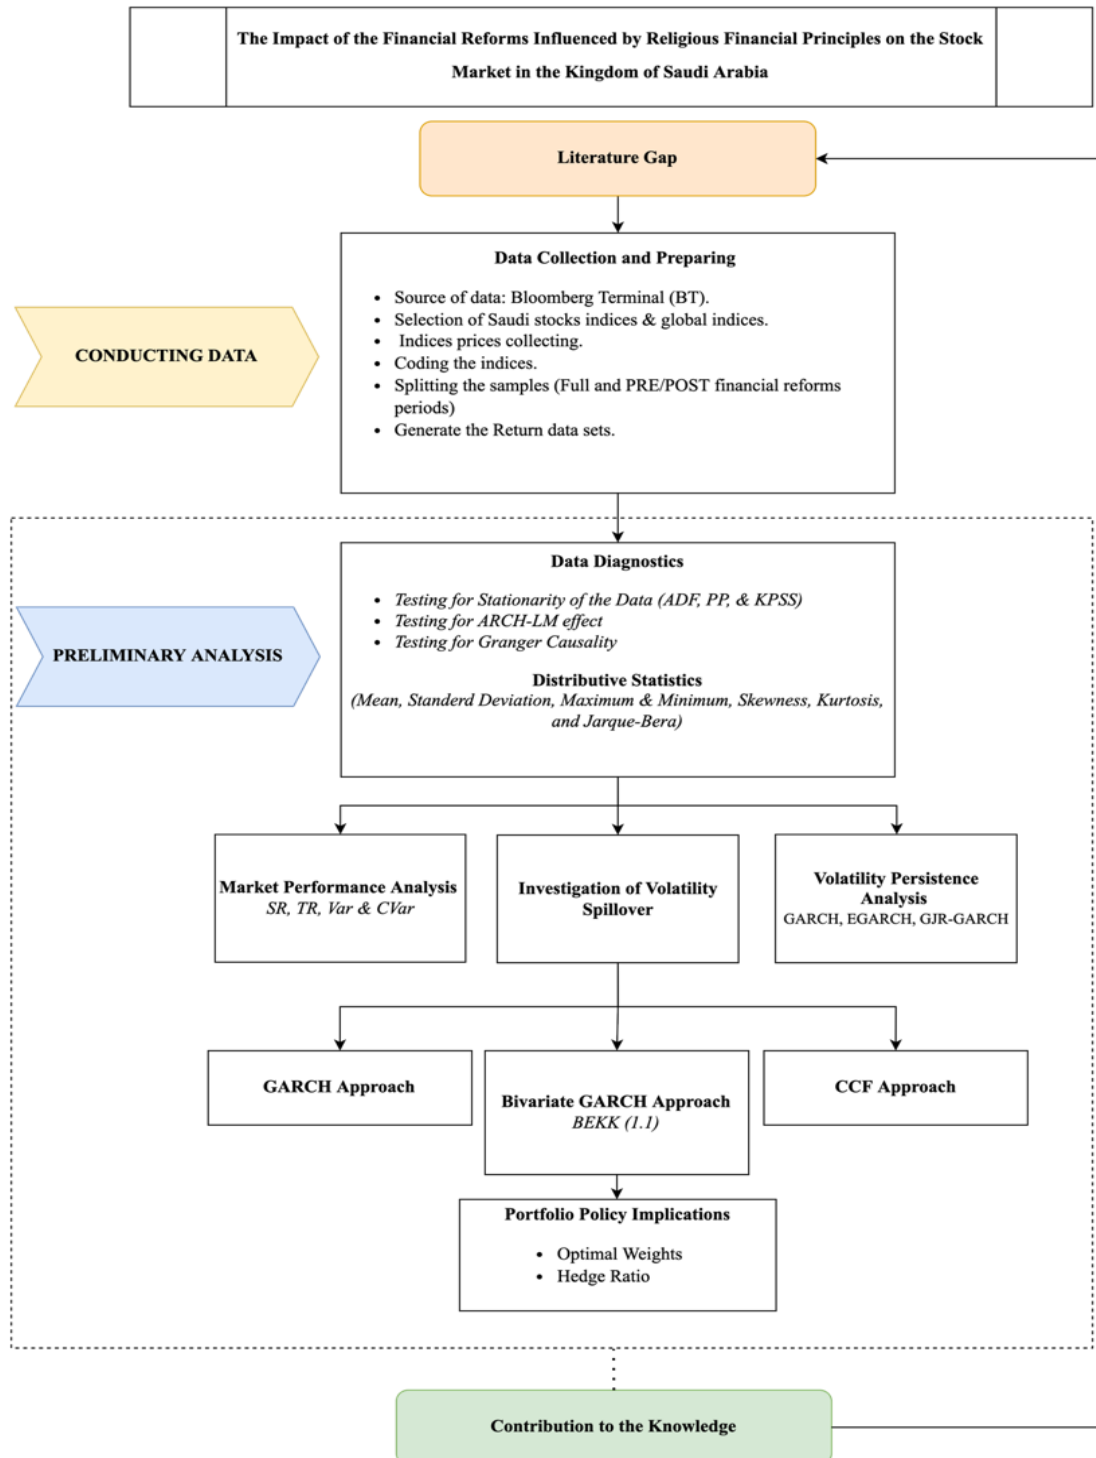 The Impact of the Financial Reforms Influenced by Religious Financial Principles on the Stock
Market in the Kingdom of Saudi Arabia
Literature Gap
Data Collection and Preparing
• Source of data: Bloomberg Terminal (BT).
• Selection of Saudi stocks indices & global indices.
• Indices prices collecting.
• Coding the indices.
• Splitting the samples (Full and PRE/POST financial reforms
periods)
• Generate the Return data sets.
CONDUCTING DATA
Data Diagnostics
• Testing for Stationarity of the Data (ADF, PP, & KPSS)
• Testing for ARCH-LM effect
• Testing for Granger Causality
Distributive Statistics
(Mean, Standerd Deviation, Maximum & Minimum, Skewness, Kurtosis,
and Jarque-Bera)
PRELIMINARY ANALYSIS
Market Performance Analysis
SR, TR, Var & CVar
Investigation of Volatility
Spillover
Volatility Persistence
Analysis
GARCH, EGARCH, GJR-GARCH
GARCH Approach
Bivariate GARCH Approach
BEKK (1.1)
CCF Approach
Portfolio Policy Implications
• Optimal Weights
• Hedge Ratio
Contribution to the Knowledge